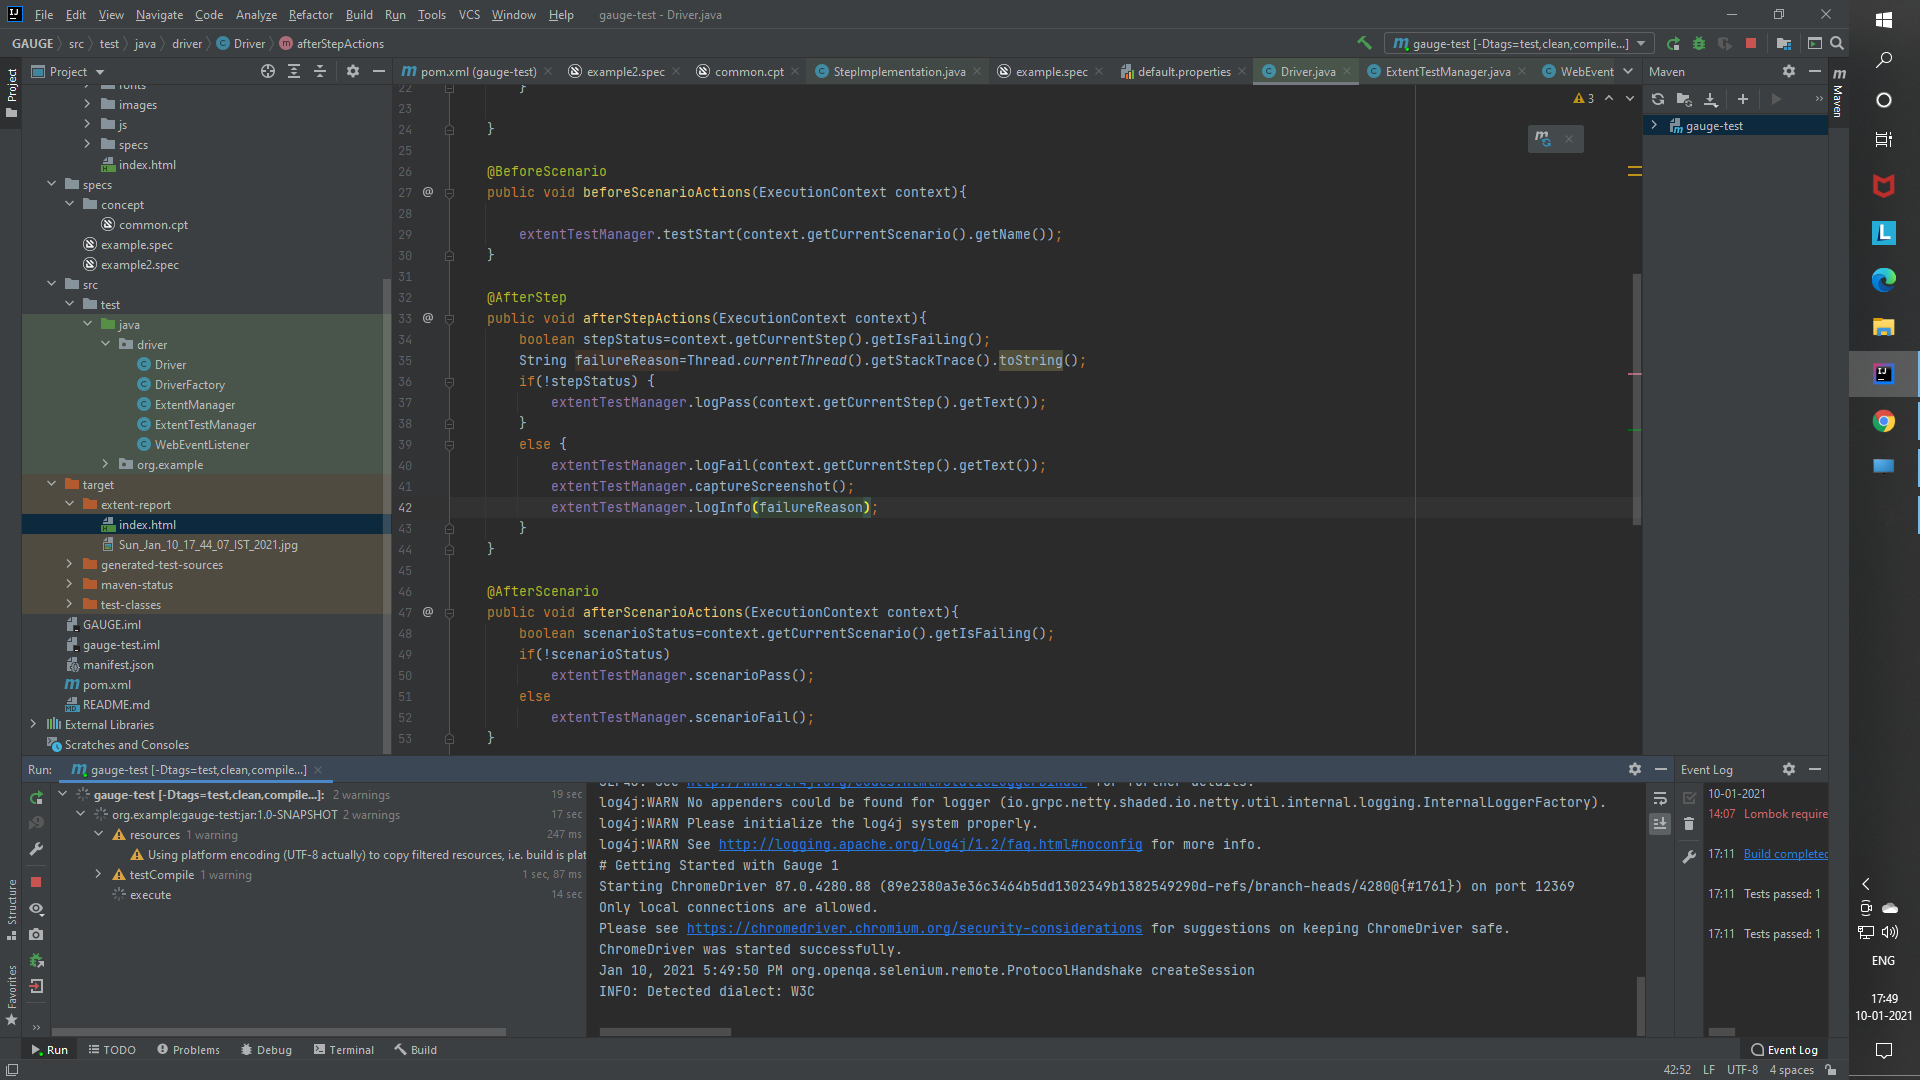 File Edit View Navigate Code Analyze Refactor Build Run Tools VCS Window Help gauge-test - Driver.java
GAUGE src test java driver Driver afterStepActions
gauge-test [-Dtags=test,clean,compile...]
Project
pom.xml (gauge-test) example2.spec common.cpt StepImplementation.java example.spec default.properties Driver.java ExtentTestManager.java WebEvent
Maven
Project
Maven
gauge-test
fonts
images
js
specs
index.html
specs
concept
common.cpt
example.spec
example2.spec
src
test
java
driver
Driver
DriverFactory
ExtentManager
ExtentTestManager
WebEventListener
org.example
target
extent-report
index.html
Sun_Jan_10_17_44_07_IST_2021.jpg
generated-test-sources
maven-status
test-classes
GAUGE.iml
gauge-test.iml
manifest.json
pom.xml
README.md
External Libraries
Scratches and Consoles
3
22 }
23
24 }
25
26 @BeforeScenario
27 @ public void beforeScenarioActions(ExecutionContext context){
28
29 extentTestManager.testStart(context.getCurrentScenario().getName());
30 }
31
32 @AfterStep
33 @ public void afterStepActions(ExecutionContext context){
34 boolean stepStatus=context.getCurrentStep().getIsFailing();
35 String failureReason=Thread.currentThread().getStackTrace().toString();
36 if(!stepStatus) {
37 extentTestManager.logPass(context.getCurrentStep().getText());
38 }
39 else {
40 extentTestManager.logFail(context.getCurrentStep().getText());
41 extentTestManager.captureScreenshot();
42 extentTestManager.logInfo(failureReason);
43 }
44 }
45
46 @AfterScenario
47 @ public void afterScenarioActions(ExecutionContext context){
48 boolean scenarioStatus=context.getCurrentScenario().getIsFailing();
49 if(!scenarioStatus)
50 extentTestManager.scenarioPass();
51 else
52 extentTestManager.scenarioFail();
53 }
Run: gauge-test [-Dtags=test,clean,compile...]
gauge-test [-Dtags=test,clean,compile...]: 2 warnings 19 sec
org.example:gauge-test:jar:1.0-SNAPSHOT 2 warnings 17 sec
resources 1 warning 247 ms
Using platform encoding (UTF-8 actually) to copy filtered resources, i.e. build is plat
testCompile 1 warning 1 sec, 87 ms
execute 14 sec
SLF4J: See http://www.slf4j.org/codes.html#StaticLoggerBinder for further details.
log4j:WARN No appenders could be found for logger (io.grpc.netty.shaded.io.netty.util.internal.logging.InternalLoggerFactory).
log4j:WARN Please initialize the log4j system properly.
log4j:WARN See http://logging.apache.org/log4j/1.2/faq.html#noconfig for more info.
# Getting Started with Gauge 1
Starting ChromeDriver 87.0.4280.88 (89e2380a3e36c3464b5dd1302349b1382549290d-refs/branch-heads/4280@{#1761}) on port 12369
Only local connections are allowed.
Please see https://chromedriver.chromium.org/security-considerations for suggestions on keeping ChromeDriver safe.
ChromeDriver was started successfully.
Jan 10, 2021 5:49:50 PM org.openqa.selenium.remote.ProtocolHandshake createSession
INFO: Detected dialect: W3C
Event Log
10-01-2021
14:07 Lombok require
17:11 Build completed
17:11 Tests passed: 1
17:11 Tests passed: 1
Structure
Favorites
Run TODO Problems Debug Terminal Build Event Log
42:52 LF UTF-8 4 spaces
ENG
17:49
10-01-2021